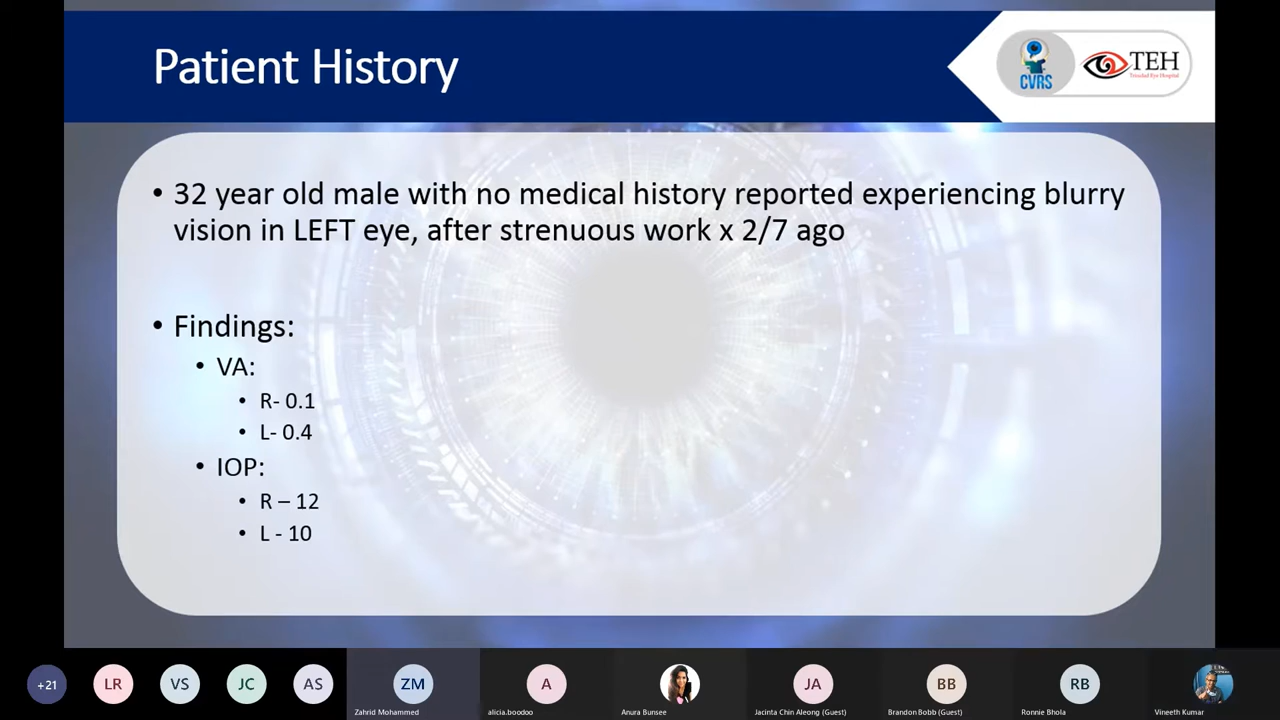 Patient History
CVRS
TEH
Trinidad Eye Hospital
• 32 year old male with no medical history reported experiencing blurry
vision in LEFT eye, after strenuous work x 2/7 ago
• Findings:
• VA:
• R- 0.1
• L- 0.4
• IOP:
• R – 12
• L - 10
+21
LR
VS
JC
AS
ZM
A
JA
BB
RB
Zahrid Mohammed
alicia.boodoo
Anura Bunsee
Jacinta Chin Aleong (Guest)
Brandon Bobb (Guest)
Ronnie Bhola
Vineeth Kumar